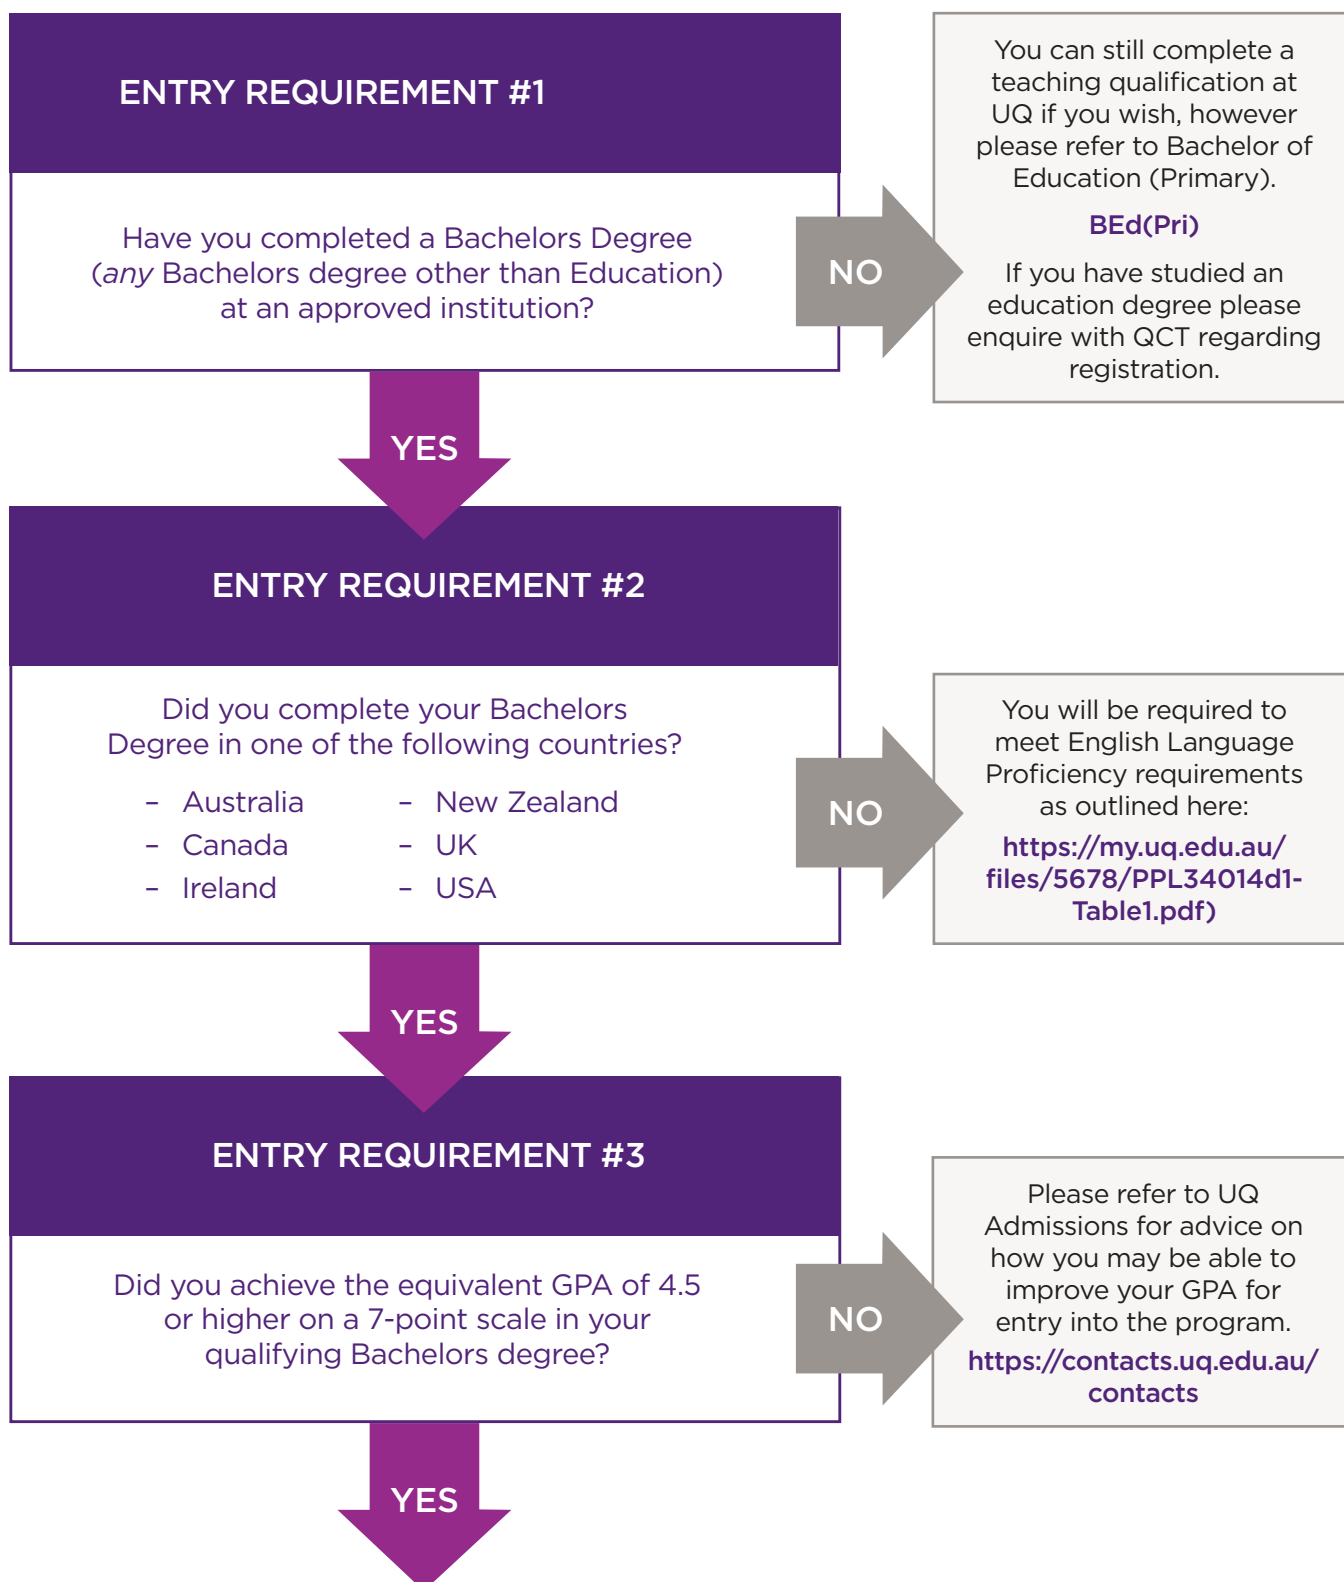 ENTRY REQUIREMENT #1
Have you completed a Bachelors Degree
(any Bachelors degree other than Education)
at an approved institution?
NO
You can still complete a
teaching qualification at
UQ if you wish, however
please refer to Bachelor of
Education (Primary).
BEd(Pri)
If you have studied an
education degree please
enquire with QCT regarding
registration.
YES
ENTRY REQUIREMENT #2
Did you complete your Bachelors
Degree in one of the following countries?
– Australia
– Canada
– Ireland
– New Zealand
– UK
– USA
NO
You will be required to
meet English Language
Proficiency requirements
as outlined here:
https://my.uq.edu.au/
files/5678/PPL34014d1-
Table1.pdf)
YES
ENTRY REQUIREMENT #3
Did you achieve the equivalent GPA of 4.5
or higher on a 7-point scale in your
qualifying Bachelors degree?
NO
Please refer to UQ
Admissions for advice on
how you may be able to
improve your GPA for
entry into the program.
https://contacts.uq.edu.au/
contacts
YES